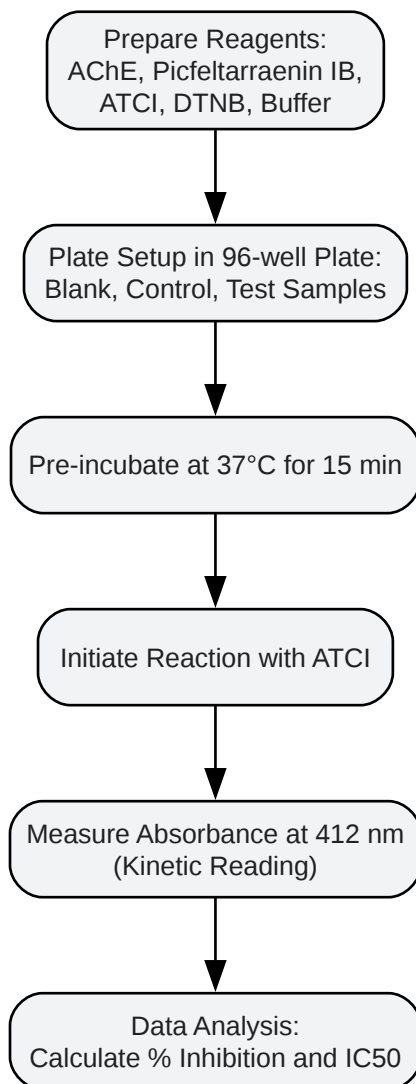 Prepare Reagents:
AChE, Picfeltarraenin IB,
ATCI, DTNB, Buffer
Plate Setup in 96-well Plate:
Blank, Control, Test Samples
Pre-incubate at 37°C for 15 min
Initiate Reaction with ATCI
Measure Absorbance at 412 nm
(Kinetic Reading)
Data Analysis:
Calculate % Inhibition and IC50